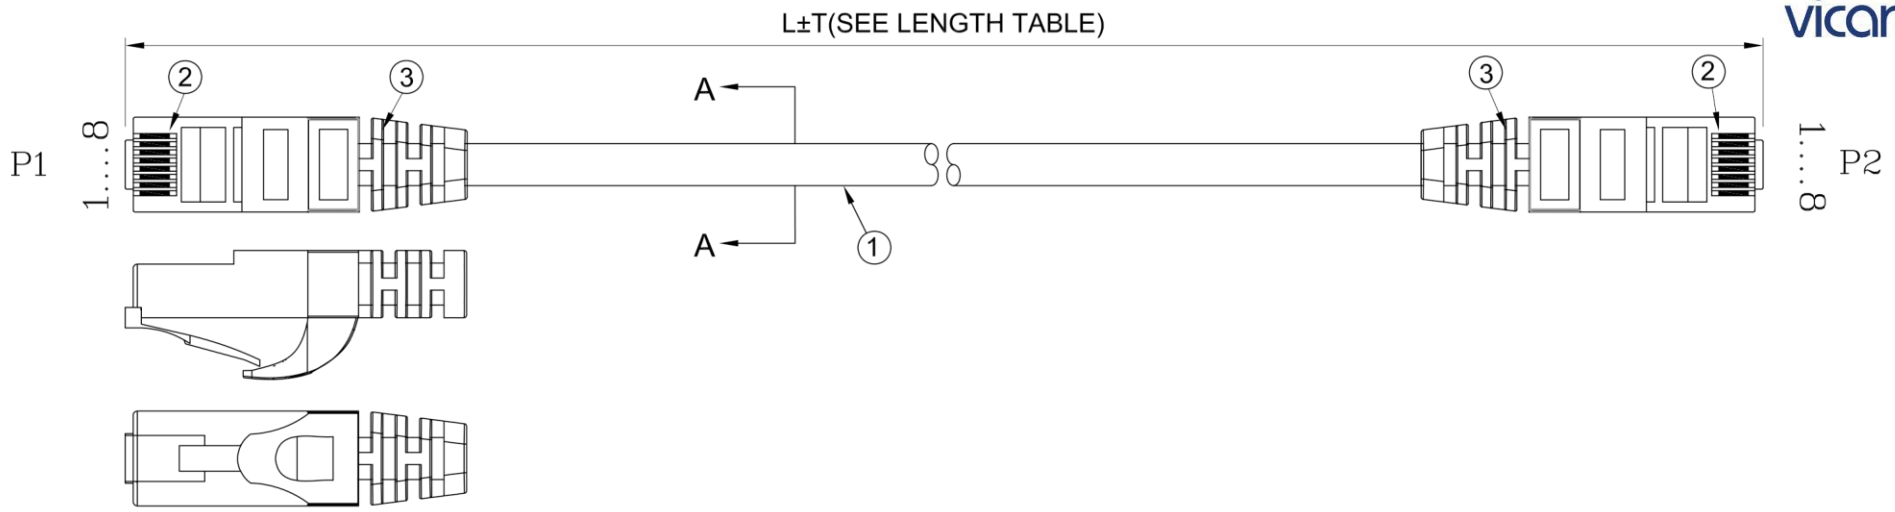 L±T(SEE LENGTH TABLE)
vicar
2
3
A
3
2
P1
1....8
1....8
P2
A
1